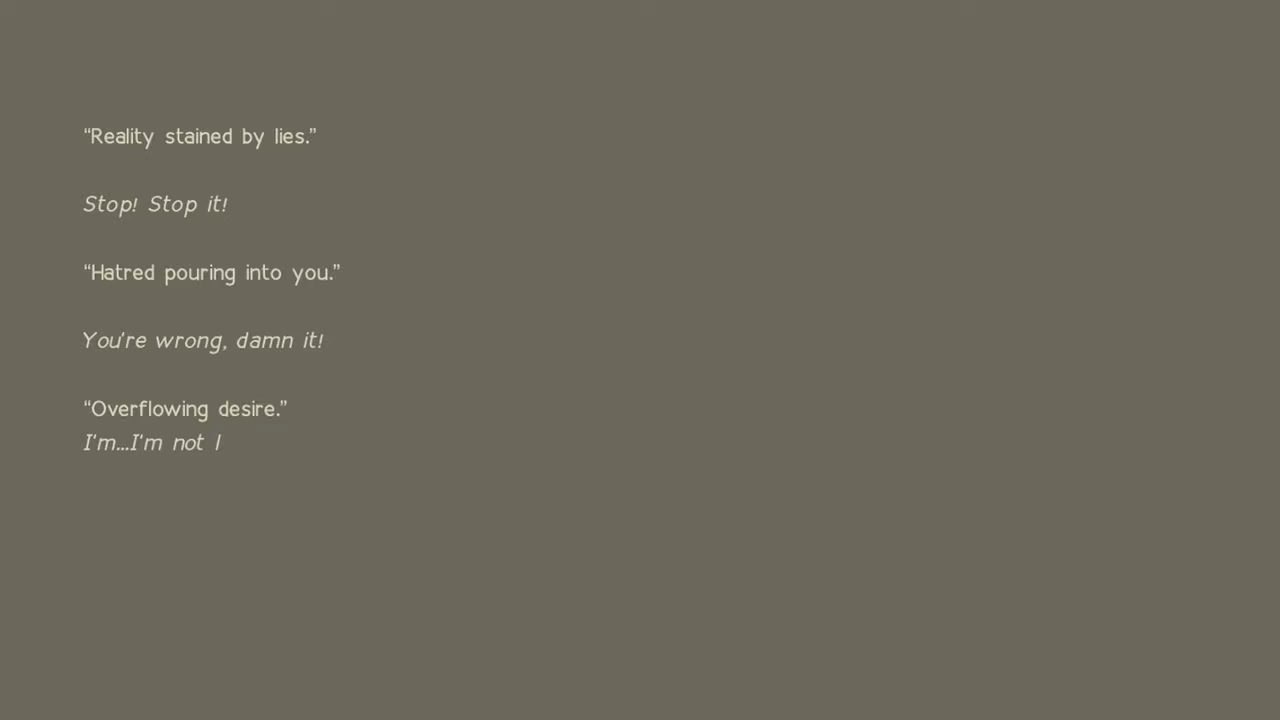 “Reality stained by lies.”
Stop! Stop it!
“Hatred pouring into you.”
You're wrong, damn it!
“Overflowing desire.”
I'm...I'm not l